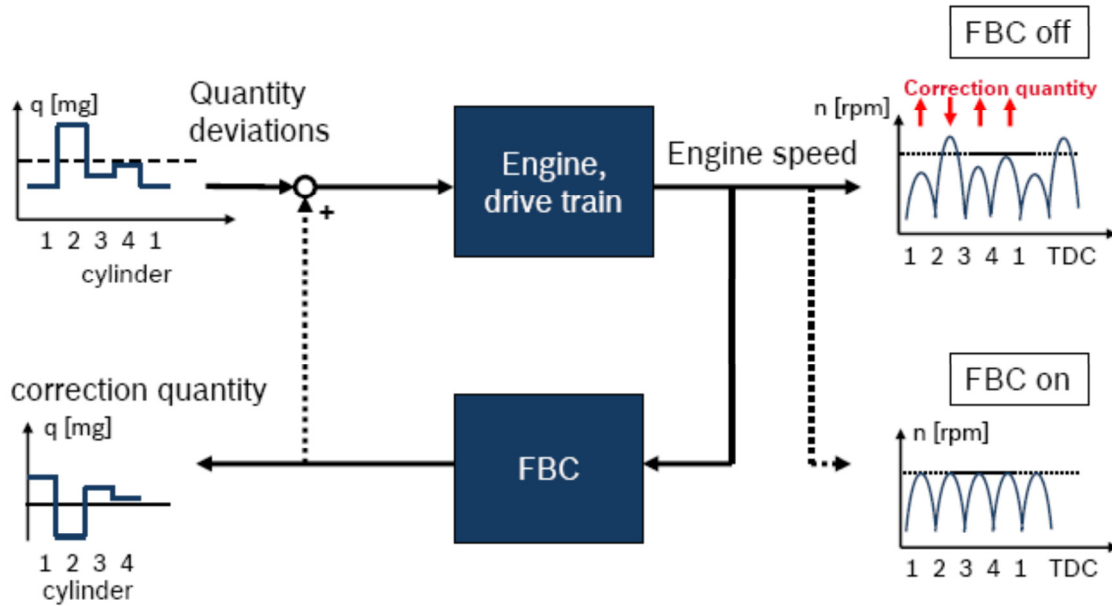 FBC off
q [mg]
Quantity
deviations
1 2 3 4 1
cylinder
+
Engine,
drive train
Engine speed
Correction quantity
n [rpm]
1 2 3 4 1 TDC
correction quantity
q [mg]
1 2 3 4
cylinder
FBC
FBC on
n [rpm]
1 2 3 4 1 TDC